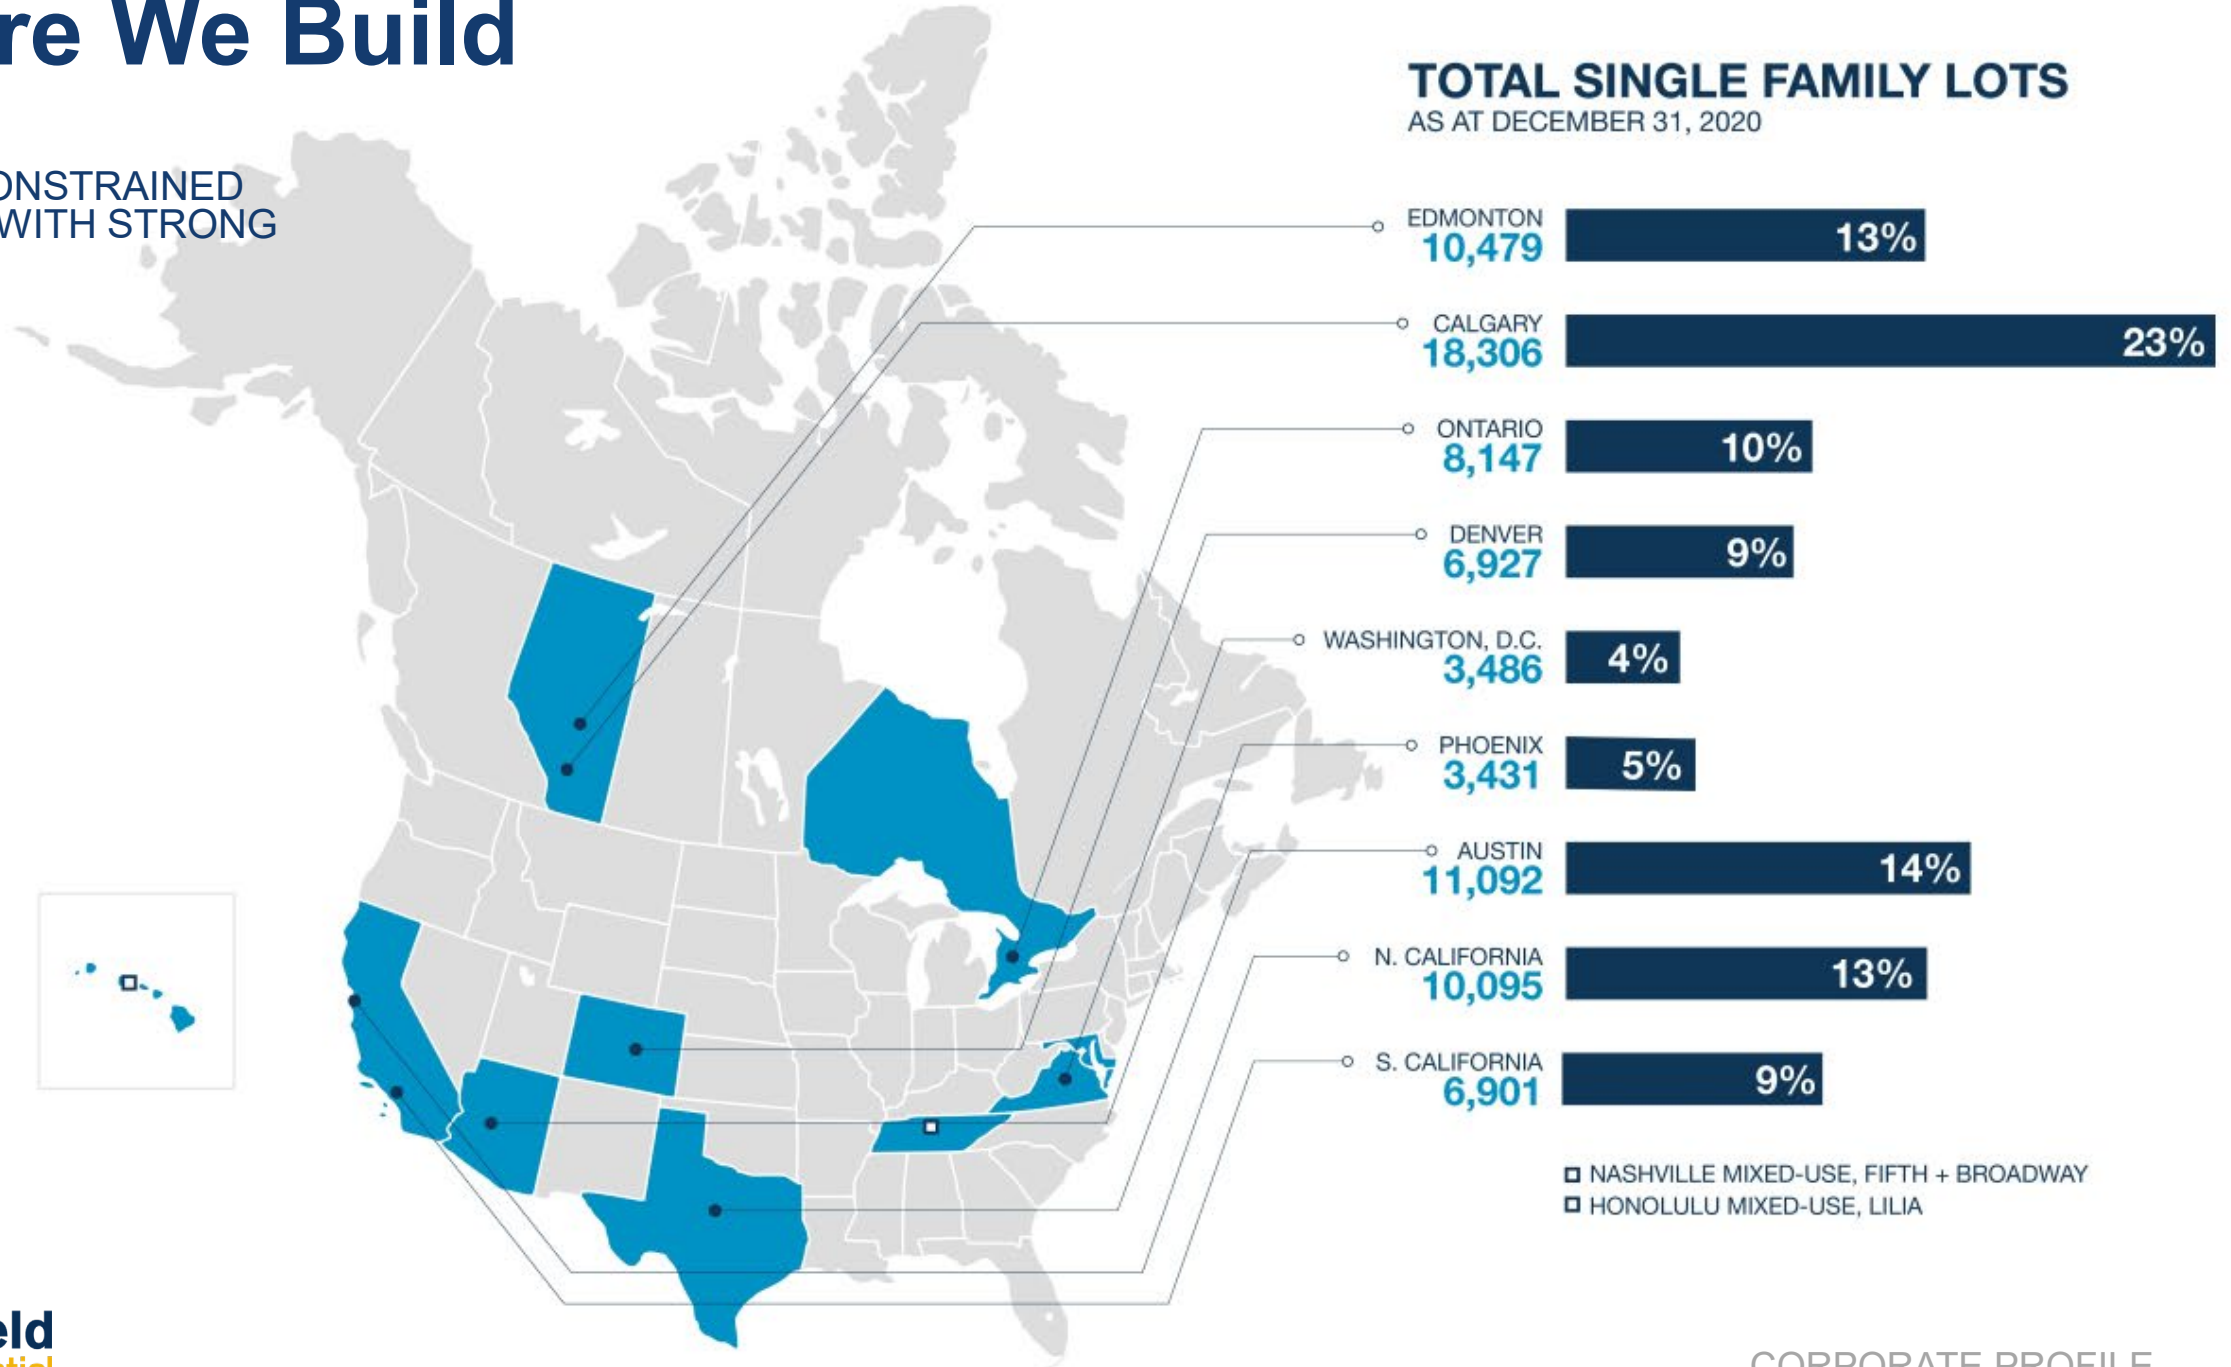 re We Build
ONSTRAINED
WITH STRONG
TOTAL SINGLE FAMILY LOTS
AS AT DECEMBER 31, 2020
EDMONTON
10,479
13%
CALGARY
18,306
23%
ONTARIO
8,147
10%
DENVER
6,927
9%
WASHINGTON, D.C.
3,486
4%
PHOENIX
3,431
5%
AUSTIN
11,092
14%
N. CALIFORNIA
10,095
13%
S. CALIFORNIA
6,901
9%
NASHVILLE MIXED-USE, FIFTH + BROADWAY
HONOLULU MIXED-USE, LILIA
eld
ntial
CORPORATE PROFILE